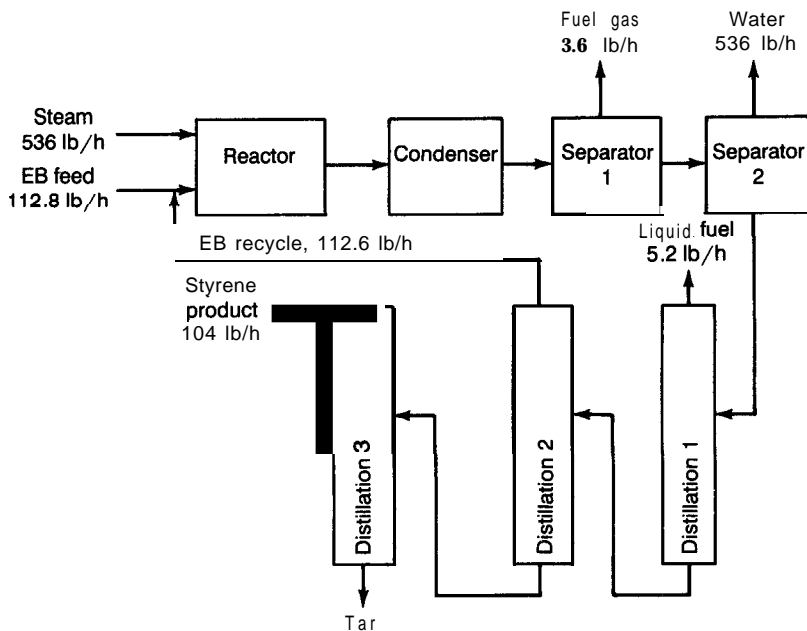 Fuel gas
3.6 lb/h
Water
536 lb/h
Steam
536 lb/h
EB feed
112.8 lb/h
Reactor
Condenser
Separator
1
Separator
2
EB recycle, 112.6 lb/h
Liquid fuel
5.2 lb/h
Styrene
product
104 lb/h
Distillation 3
Distillation 2
Distillation 1
Tar